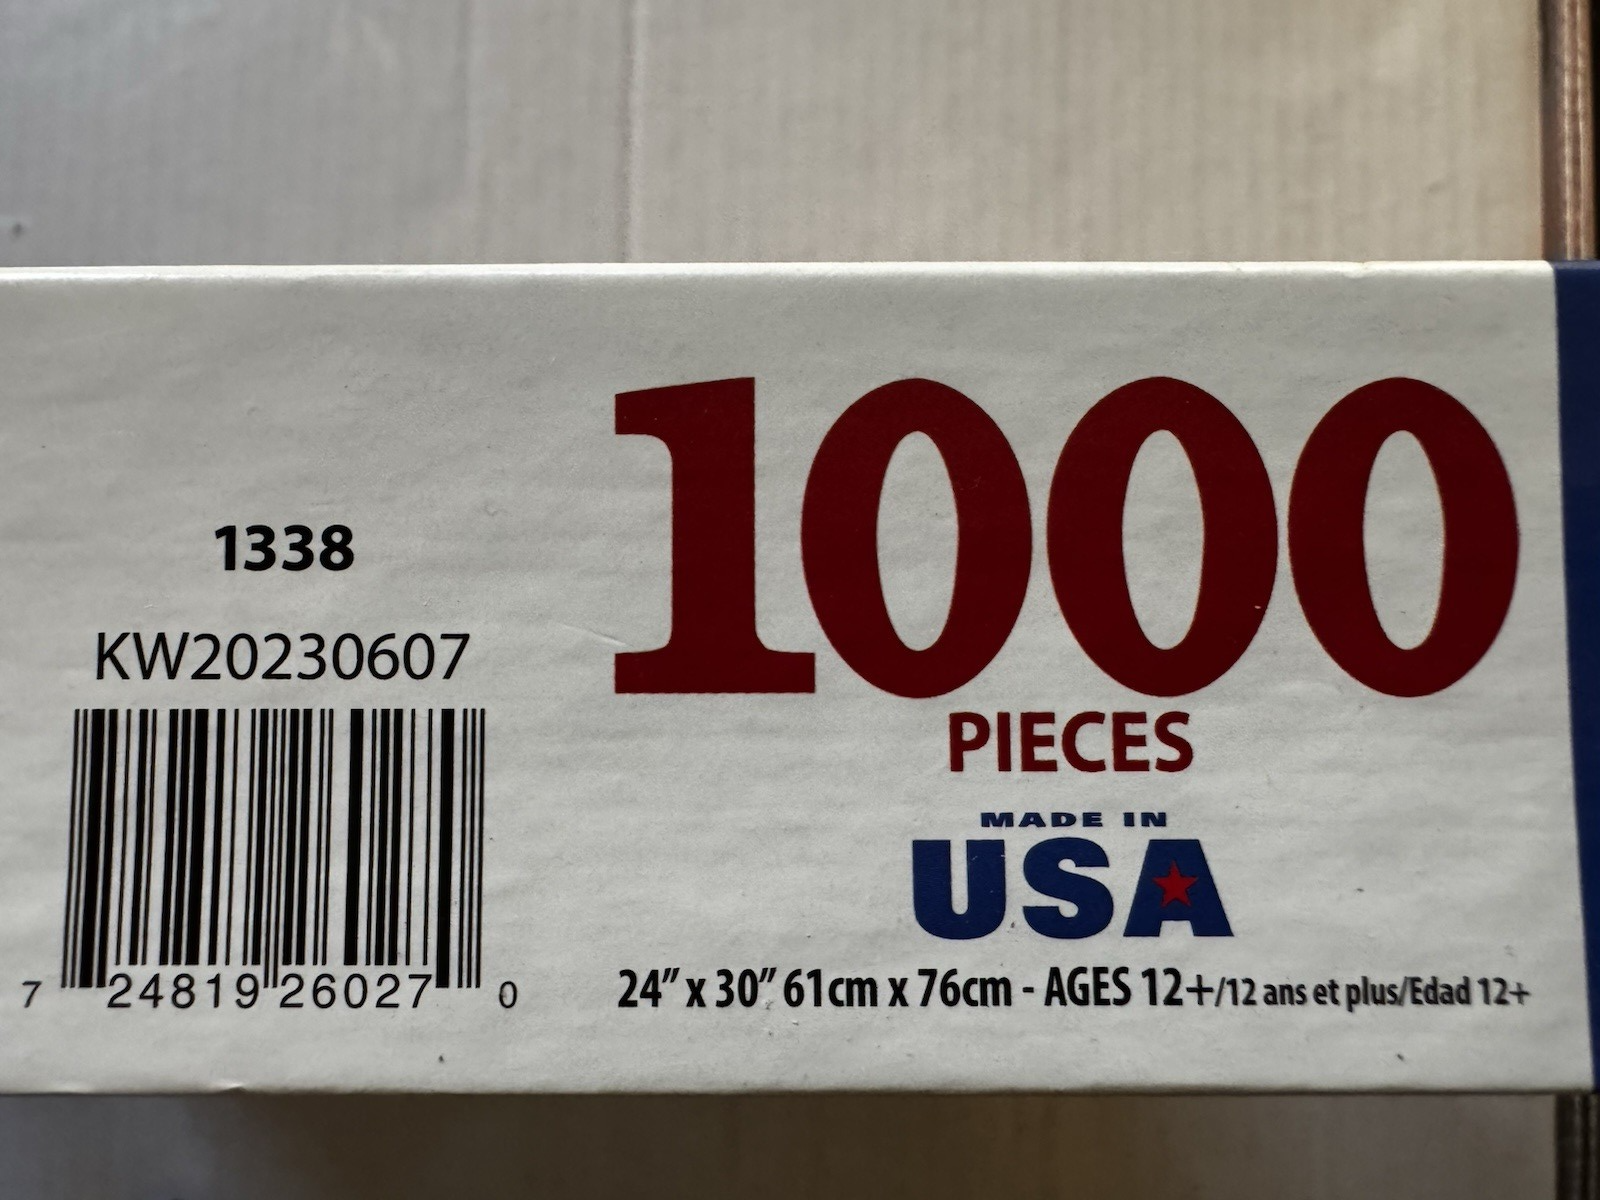 1338
KW20230607
7 24819 26027 0
1000
PIECES
MADE IN
USA
24” x 30” 61cm x 76cm - AGES 12+/12 ans et plus/Edad 12+